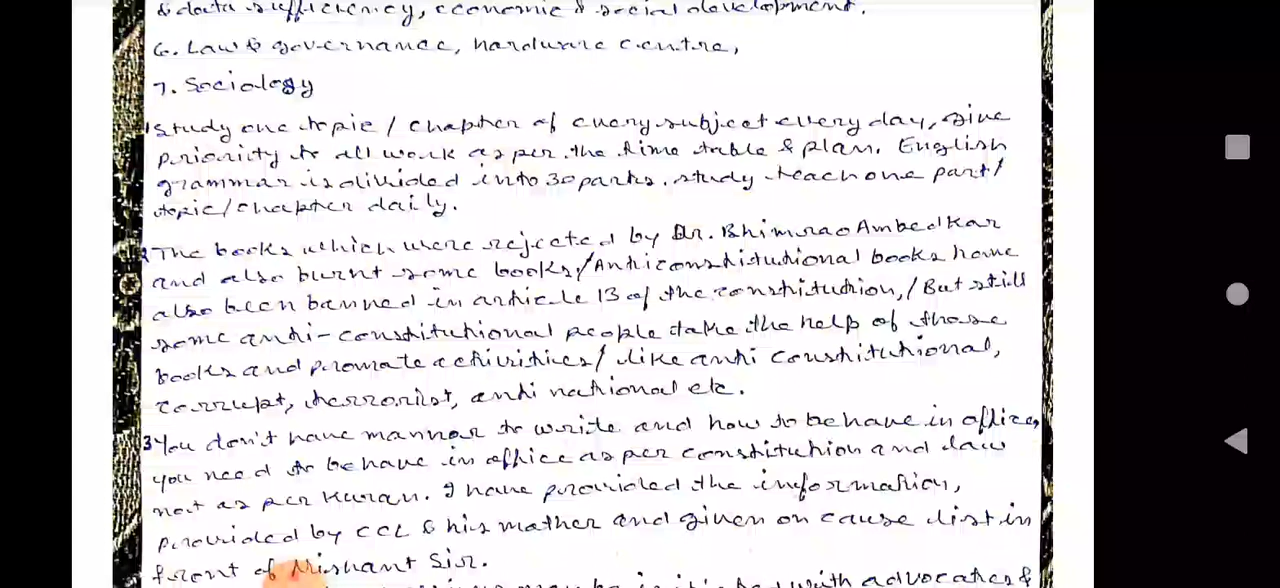 & data sufficiency, economic & social development.
6. Law & governance, hardware centre,
7. Sociology
1 Study one topic / chapter of every subject every day, give
priority to all work as per the time table & plan. English
grammar is divided into 30 parts. study each one part/
topic/chapter daily.
2 The books which were rejected by Dr. Bhimrao Ambedkar
and also burnt some books/Anticonstitutional books have
also been banned in article 13 of the constitution,/But still
some anti-constitutional people take the help of those
books and promote activities/ like anti constitutional,
corrupt, terrorist, anti national etc.
3 You don't have manner to write and how to behave in office,
you need to behave in office as per constitution and law
not as per Kuran. I have provided the information,
provided by CCL & his mother and given on cause list in
front of Nishant Sir.
with advocates &